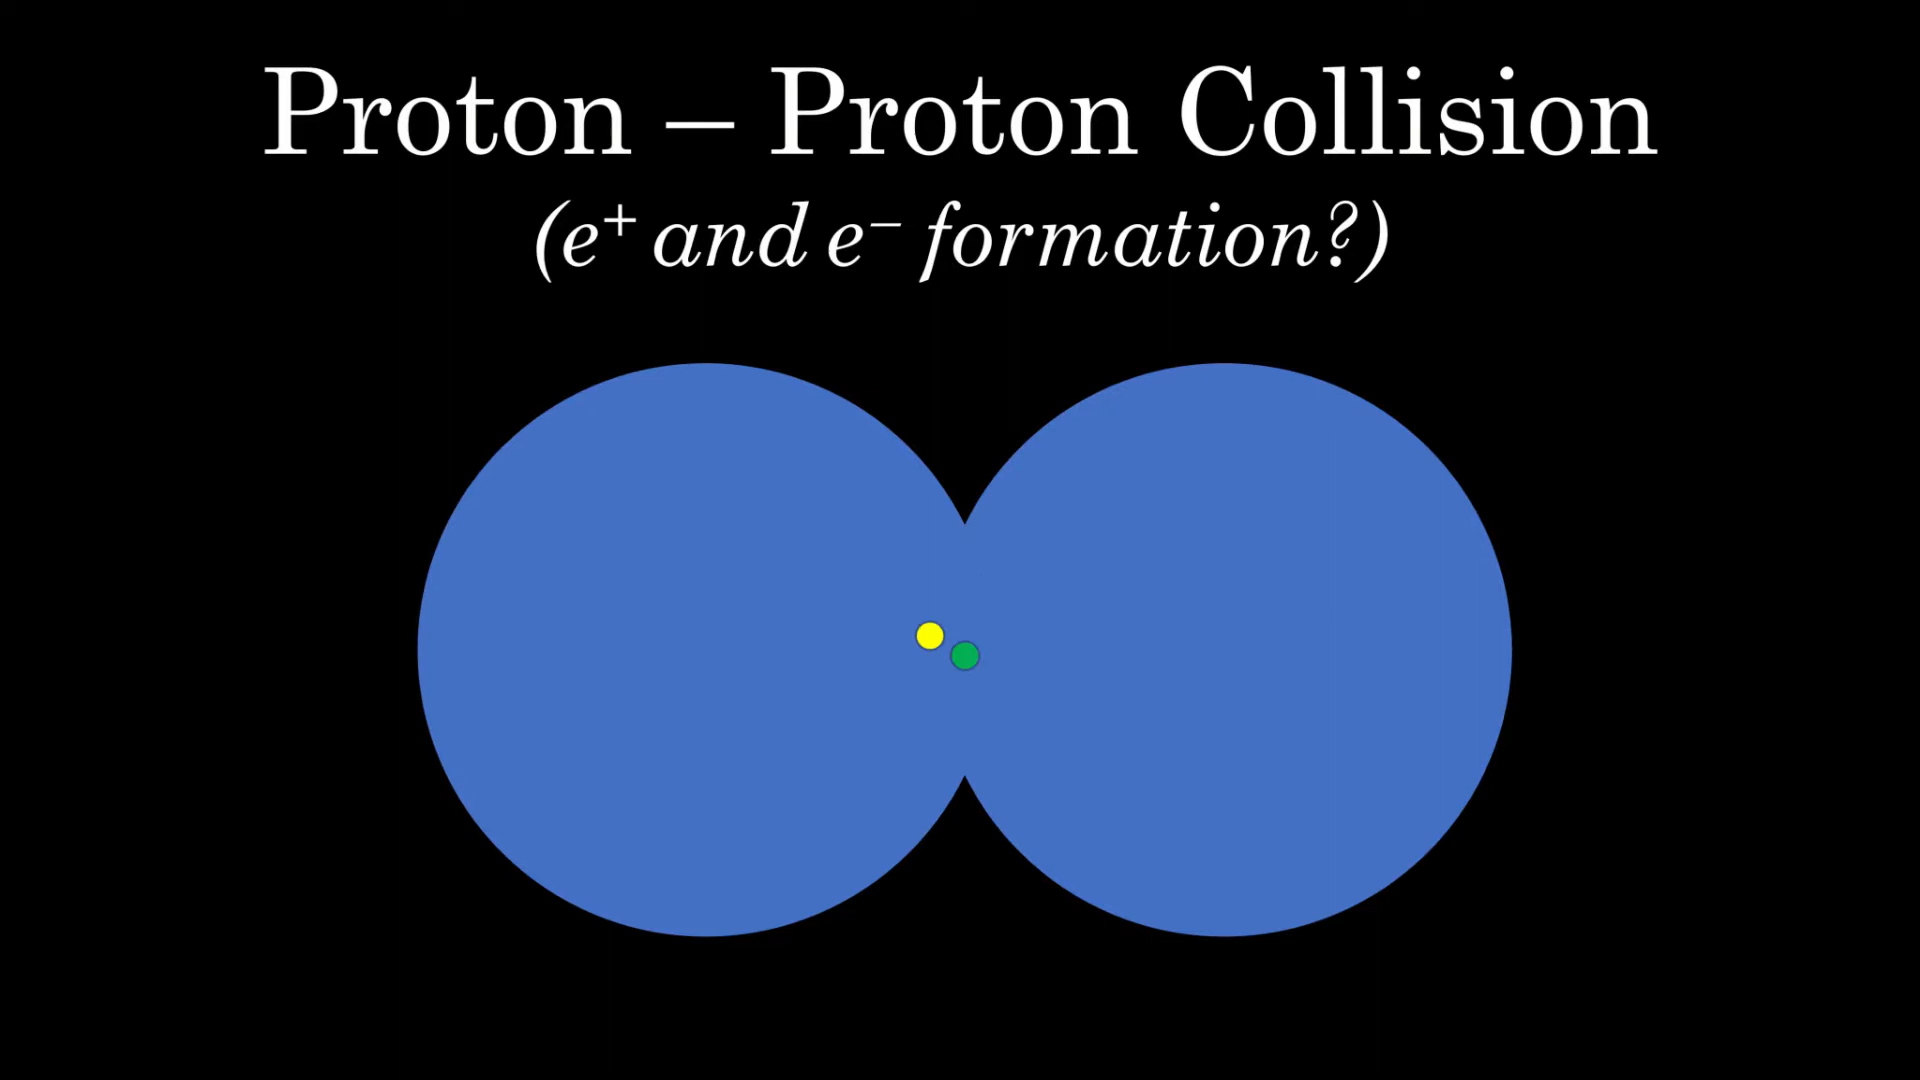 Proton – Proton Collision
(e⁺ and e⁻ formation?)